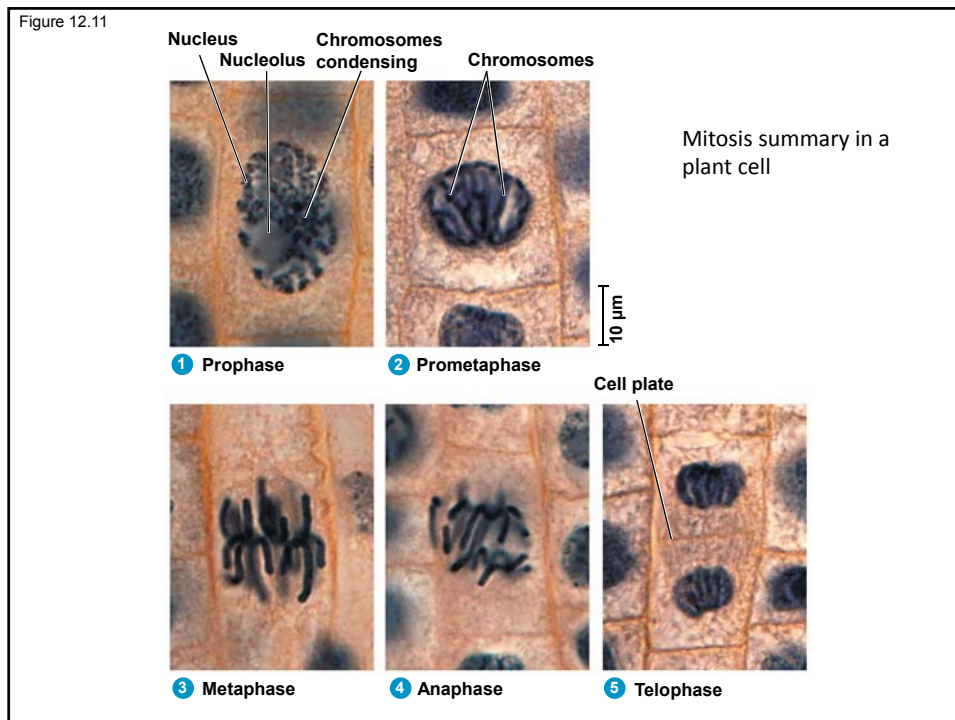 Figure 12.11
Nucleus
Nucleolus
Chromosomes
condensing
Chromosomes
Mitosis summary in a
plant cell
10 µm
1 Prophase
2 Prometaphase
Cell plate
3 Metaphase
4 Anaphase
5 Telophase